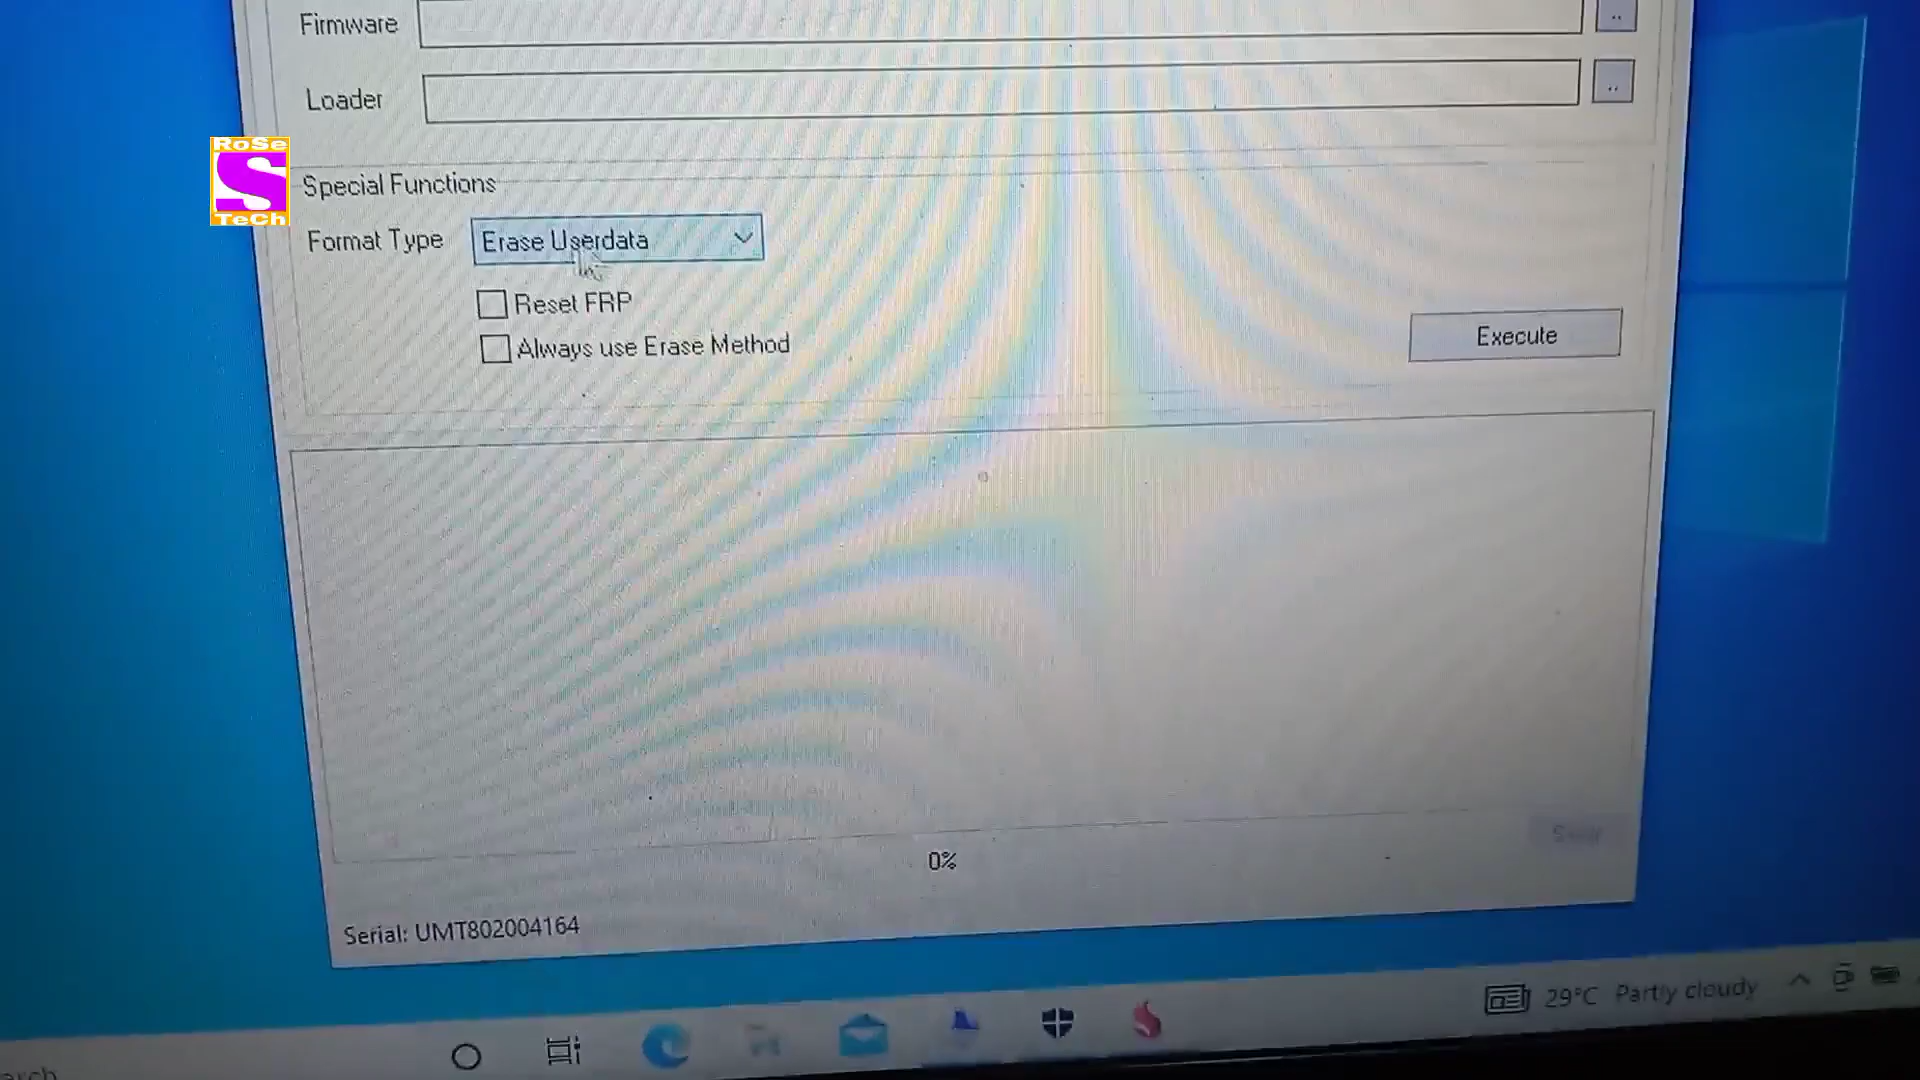 Firmware
..
Loader
..
RoSe
S
TeCh
Special Functions
Format Type
Erase Userdata
Reset FRP
Always use Erase Method
Execute
0%
Serial: UMT802004164
29°C Partly cloudy
arch